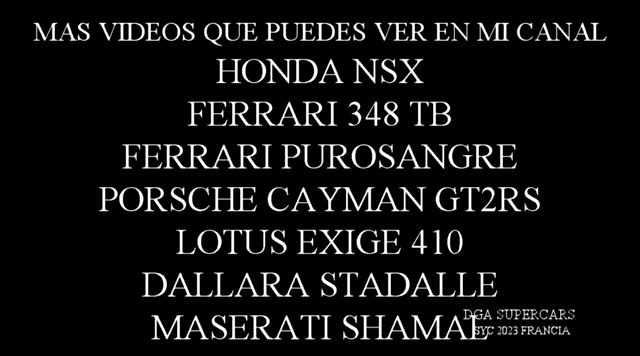 MAS VIDEOS QUE PUEDES VER EN MI CANAL
HONDA NSX
FERRARI 348 TB
FERRARI PUROSANGRE
PORSCHE CAYMAN GT2RS
LOTUS EXIGE 410
DALLARA STADALLE
MASERATI SHAMAL
DGA SUPERCARS
SYC 2023 FRANCIA